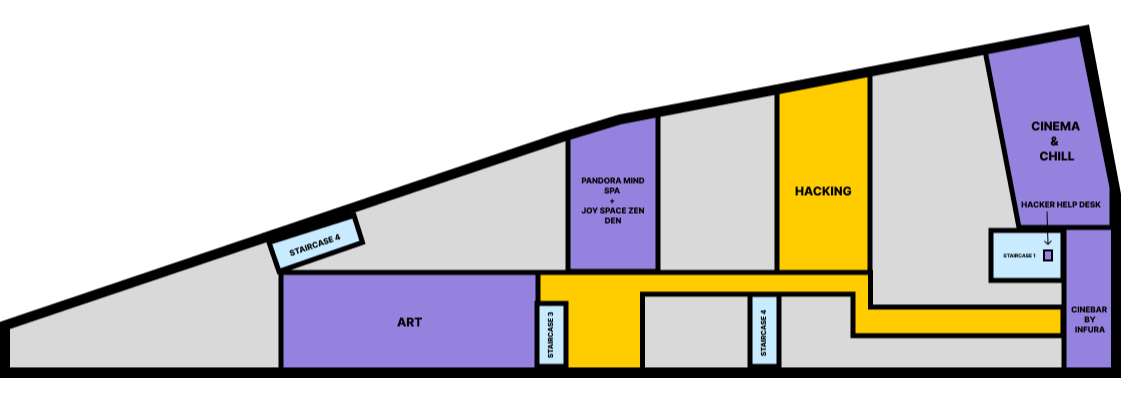 CINEMA
&
CHILL
PANDORA MIND
SPA
+
JOY SPACE ZEN
DEN
HACKING
HACKER HELP DESK
STAIRCASE 4
STAIRCASE 1
ART
STAIRCASE 3
STAIRCASE 4
CINEBAR
BY
INFURA